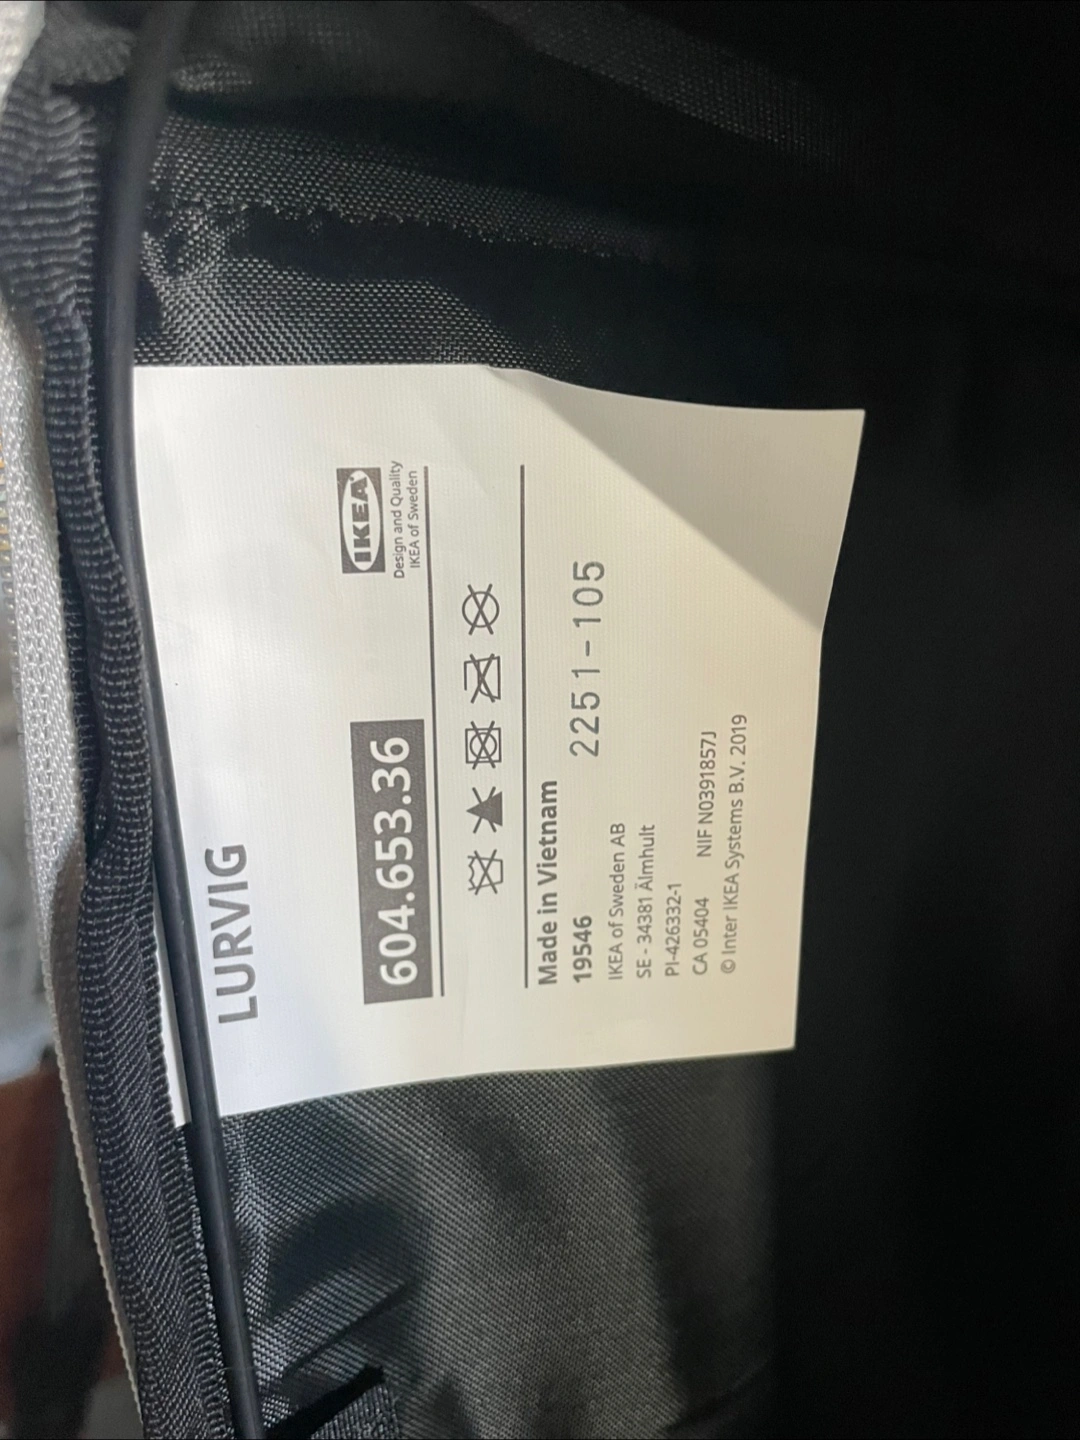 LURVIG
604.653.36
IKEA
Design and Quality
IKEA of Sweden
Made in Vietnam
19546 2251-105
IKEA of Sweden AB
SE - 34381 Älmhult
PI-426332-1
CA 05404 NIF N0391857J
© Inter IKEA Systems B.V. 2019